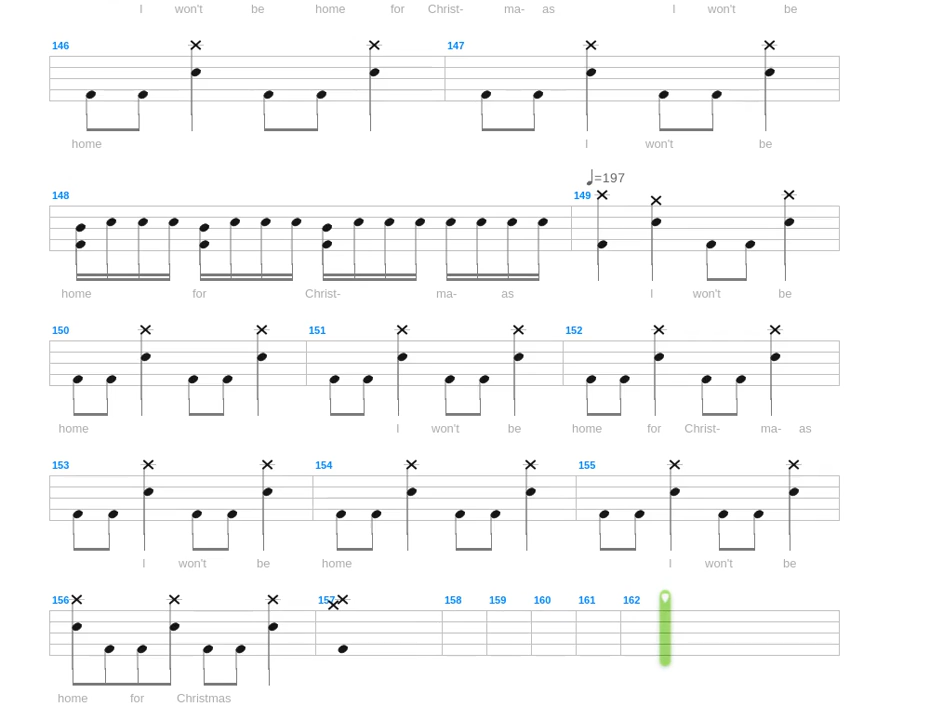 I won't be home for Christ- ma- as I won't be
146 147
home I won't be
♩=197
148 149
home for Christ- ma- as I won't be
150 151 152
home I won't be home for Christ- ma- as
153 154 155
I won't be home I won't be
156 157 158 159 160 161 162
home for Christmas